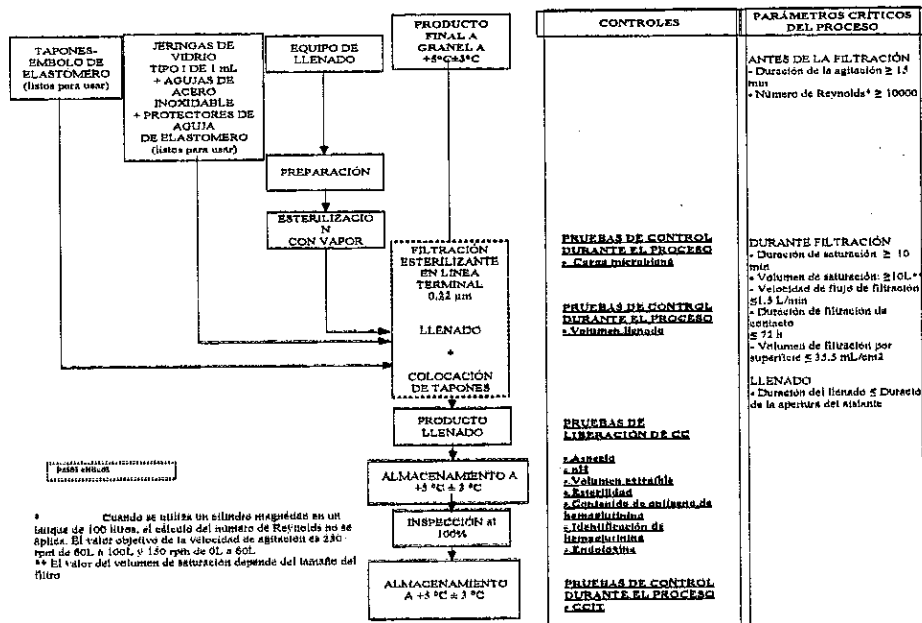 TAPONES-
EMBOLO DE
ELASTOMERO
(listos para usar)
JERINGAS DE
VIDRIO
TIPO I DE 1 mL
+ AGUJAS DE
ACERO
INOXIDABLE
+ PROTECTORES DE
AGUJA
DE ELASTOMERO
(listos para usar)
EQUIPO DE
LLENADO
PRODUCTO
FINAL A
GRANEL A
+5°C±3°C
PREPARACIÓN
ESTERILIZACIO
N
CON VAPOR
FILTRACIÓN
ESTERILIZANTE
EN LINEA
TERMINAL
0,22 µm
LLENADO
+
COLOCACIÓN
DE TAPONES
PRODUCTO
LLENADO
ALMACENAMIENTO A
+5 °C ± 3 °C
INSPECCIÓN al
100%
ALMACENAMIENTO
A +5 °C ± 3 °C
pasos críticos
* Cuando se utiliza un cilindro magnédan en un
tanque de 100 litros, el cálculo del número de Reynolds no se
aplica. El valor objetivo de la velocidad de agitación es 230
rpm de 60L a 100L y 150 rpm de 0L a 60L
** El valor del volumen de saturación depende del tamaño del
filtro
CONTROLES
PRUEBAS DE CONTROL
DURANTE EL PROCESO
- Carga microbiana
PRUEBAS DE CONTROL
DURANTE EL PROCESO
- Volumen llenado
PRUEBAS DE
LIBERACIÓN DE CC
- Aspecto
- pH
- Volumen extraíble
- Esterilidad
- Contenido de antígeno de
hemaglutinina
- Identificación de
hemaglutinina
- Endotoxina
PRUEBAS DE CONTROL
DURANTE EL PROCESO
- CCIT
PARÁMETROS CRÍTICOS
DEL PROCESO
ANTES DE LA FILTRACIÓN
- Duración de la agitación ≥ 15
min
- Número de Reynolds* ≥ 10000
DURANTE FILTRACIÓN
- Duración de saturación ≥ 10
min
- Volumen de saturación: ≥10L**
- Velocidad de flujo de filtración
≤1.5 L/min
- Duración de filtración de
contacto
≤ 72 h
- Volumen de filtración por
superficie ≤ 35.5 mL/cm2
LLENADO
- Duración del llenado ≤ Duración
de la apertura del aislante